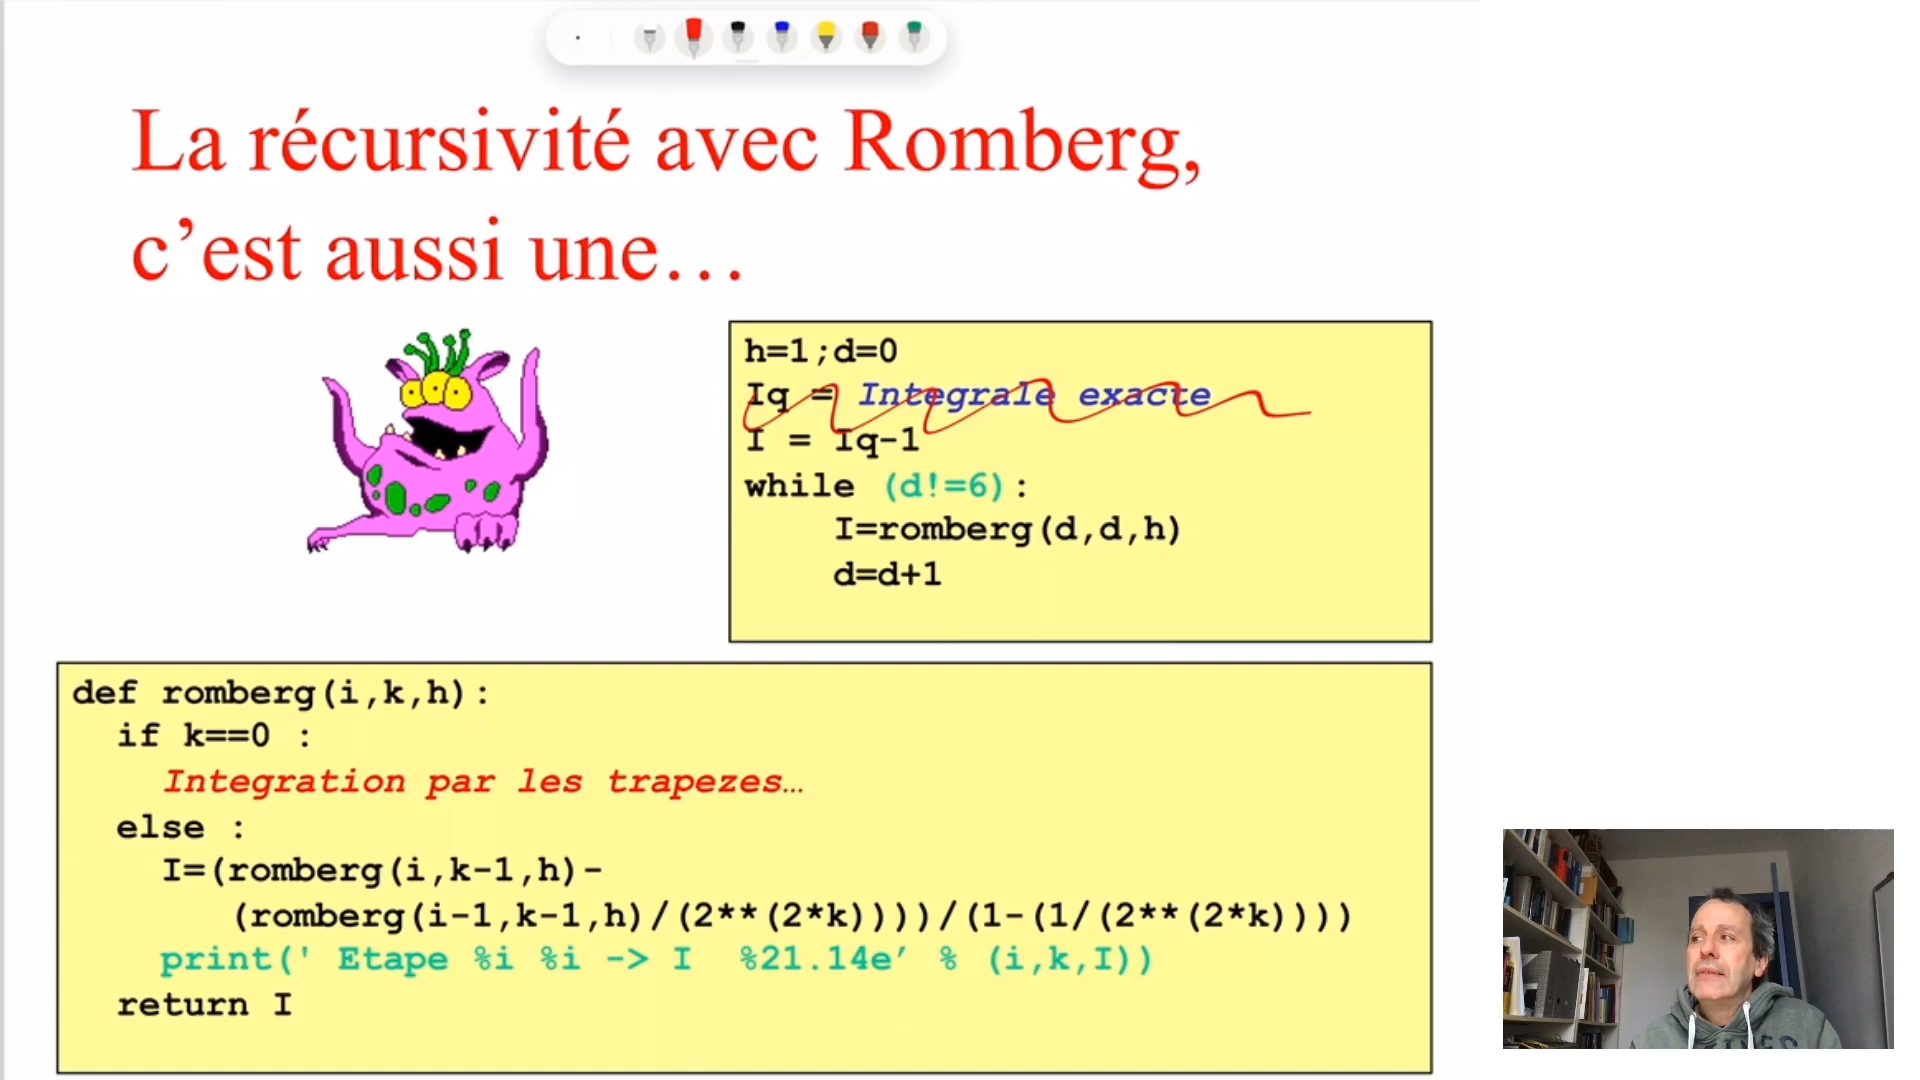 La récursivité avec Romberg,
c’est aussi une…
h=1;d=0
Iq = Integrale exacte
I = Iq-1
while (d!=6):
I=romberg(d,d,h)
d=d+1
def romberg(i,k,h):
if k==0 :
Integration par les trapezes…
else :
I=(romberg(i,k-1,h)-
(romberg(i-1,k-1,h)/(2**(2*k))))/(1-(1/(2**(2*k))))
print(' Etape %i %i -> I %21.14e’ % (i,k,I))
return I